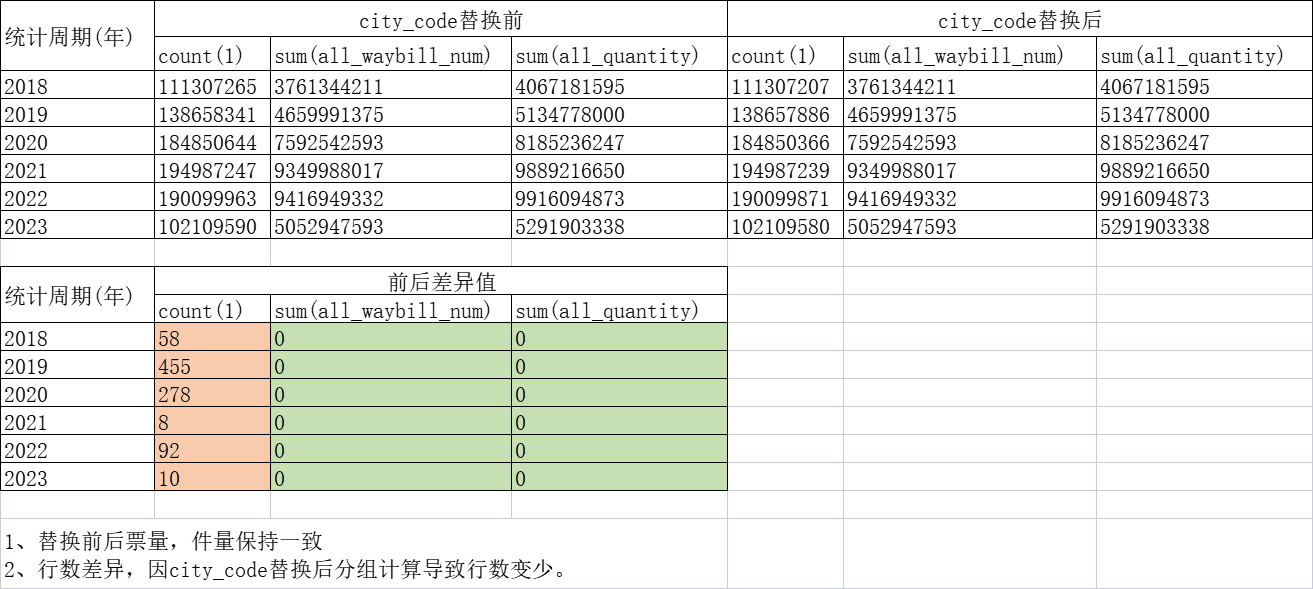 统计周期(年) city_code替换前 city_code替换后
count(1) sum(all_waybill_num) sum(all_quantity) count(1) sum(all_waybill_num) sum(all_quantity)
2018 111307265 3761344211 4067181595 111307207 3761344211 4067181595
2019 138658341 4659991375 5134778000 138657886 4659991375 5134778000
2020 184850644 7592542593 8185236247 184850366 7592542593 8185236247
2021 194987247 9349988017 9889216650 194987239 9349988017 9889216650
2022 190099963 9416949332 9916094873 190099871 9416949332 9916094873
2023 102109590 5052947593 5291903338 102109580 5052947593 5291903338
统计周期(年) 前后差异值
count(1) sum(all_waybill_num) sum(all_quantity)
2018 58 0 0
2019 455 0 0
2020 278 0 0
2021 8 0 0
2022 92 0 0
2023 10 0 0
1、替换前后票量，件量保持一致
2、行数差异，因city_code替换后分组计算导致行数变少。